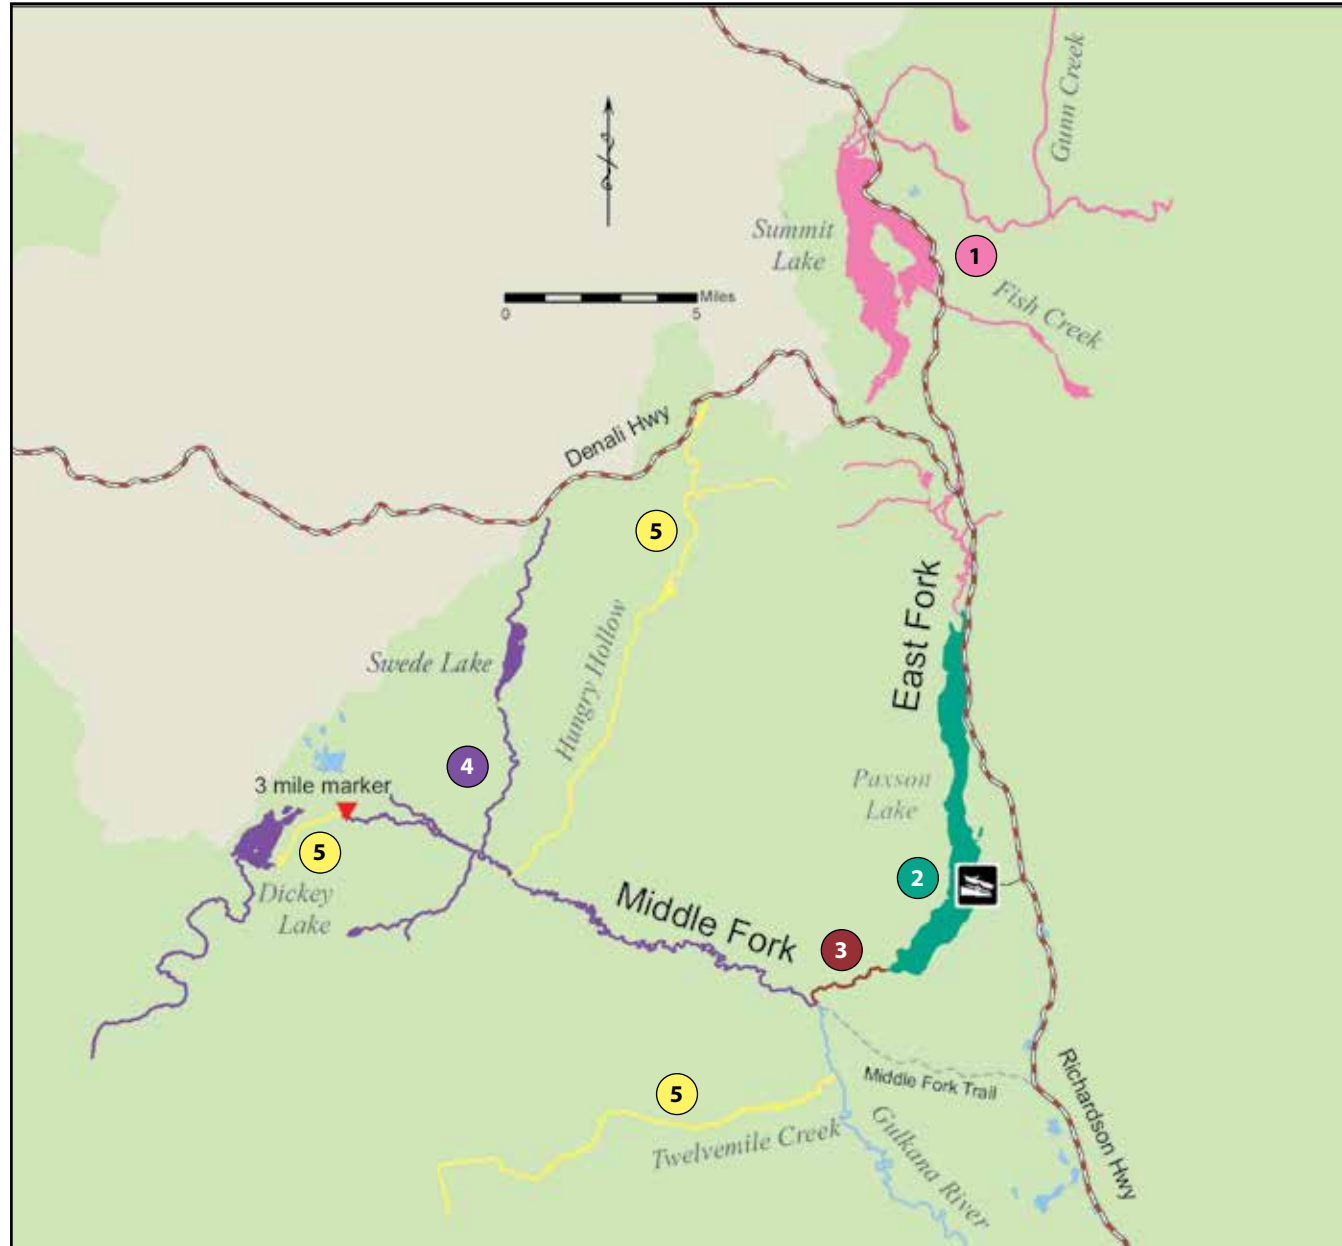 Gunn Creek
Summit
Lake
1
Fish Creek
Miles
0
5
Denali Hwy
5
East Fork
Hungry Hollow
Swede Lake
4
3 mile marker
Paxson
Lake
5
2
Dickey
Lake
Middle Fork
3
Middle Fork Trail
Richardson Hwy
5
Twelvemile Creek
Gulkana River